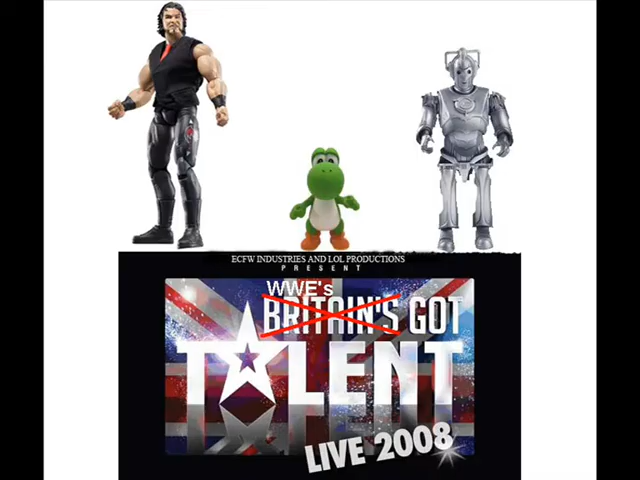 ECFW INDUSTRIES AND LOL PRODUCTIONS
PRESENT
WWE's
BRITAIN'S GOT
TALENT
LIVE 2008